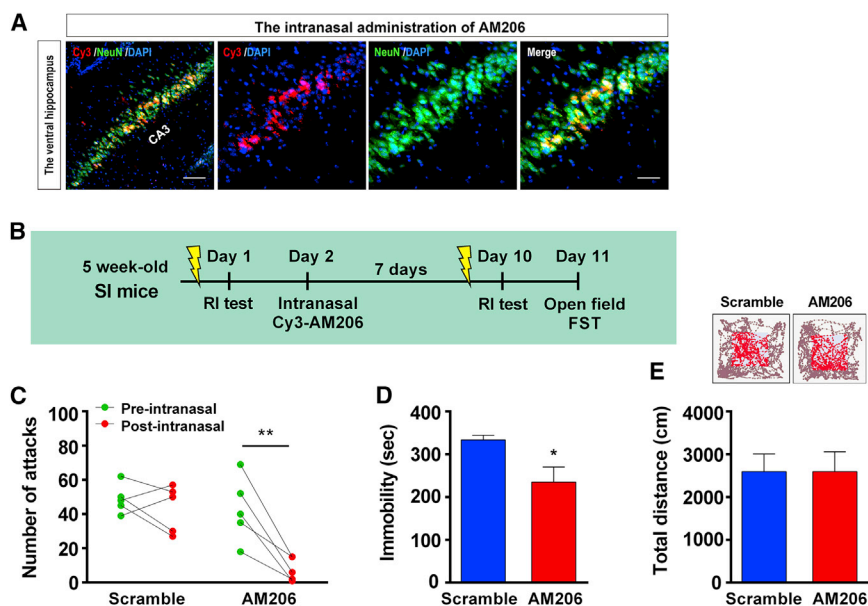 A
The intranasal administration of AM206
The ventral hippocampus
Cy3 /NeuN /DAPI
CA3
Cy3 /DAPI
NeuN /DAPI
Merge
B
5 week-old
SI mice
Day 1
Day 2
7 days
Day 10
Day 11
RI test
Intranasal
Cy3-AM206
RI test
Open field
FST
C
Number of attacks
100
80
60
40
20
0
Pre-intranasal
Post-intranasal
**
Scramble
AM206
D
Immobility (sec)
400
300
200
100
0
*
Scramble
AM206
E
Scramble
AM206
Total distance (cm)
4000
3000
2000
1000
0
Scramble
AM206